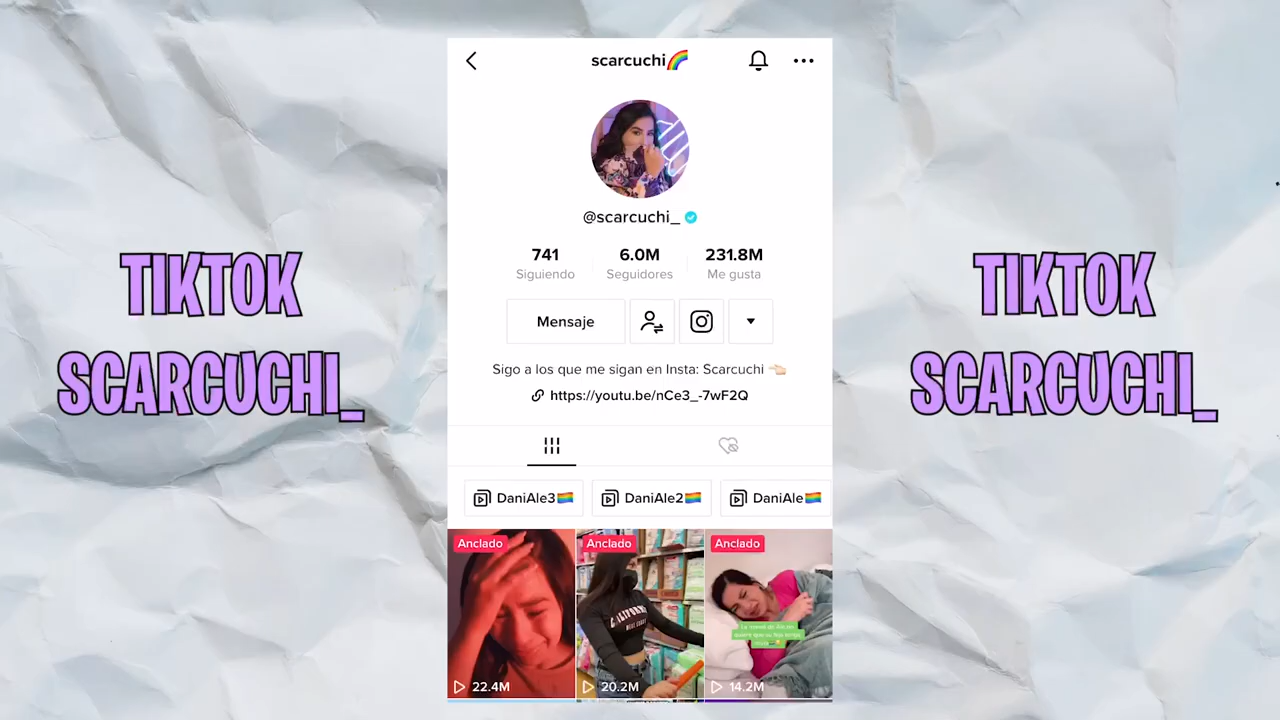 scarcuchi🌈
@scarcuchi_
741
Siguiendo
6.0M
Seguidores
231.8M
Me gusta
Mensaje
Sigo a los que me sigan en Insta: Scarcuchi 👈🏻
https://youtu.be/nCe3_-7wF2Q
DaniAle3🏳️‍🌈
DaniAle2🏳️‍🌈
DaniAle🏳️‍🌈
Anclado
Anclado
Anclado
CALIFORNI
22.4M
20.2M
14.2M
TIKTOK
SCARCUCHI_
TIKTOK
SCARCUCHI_